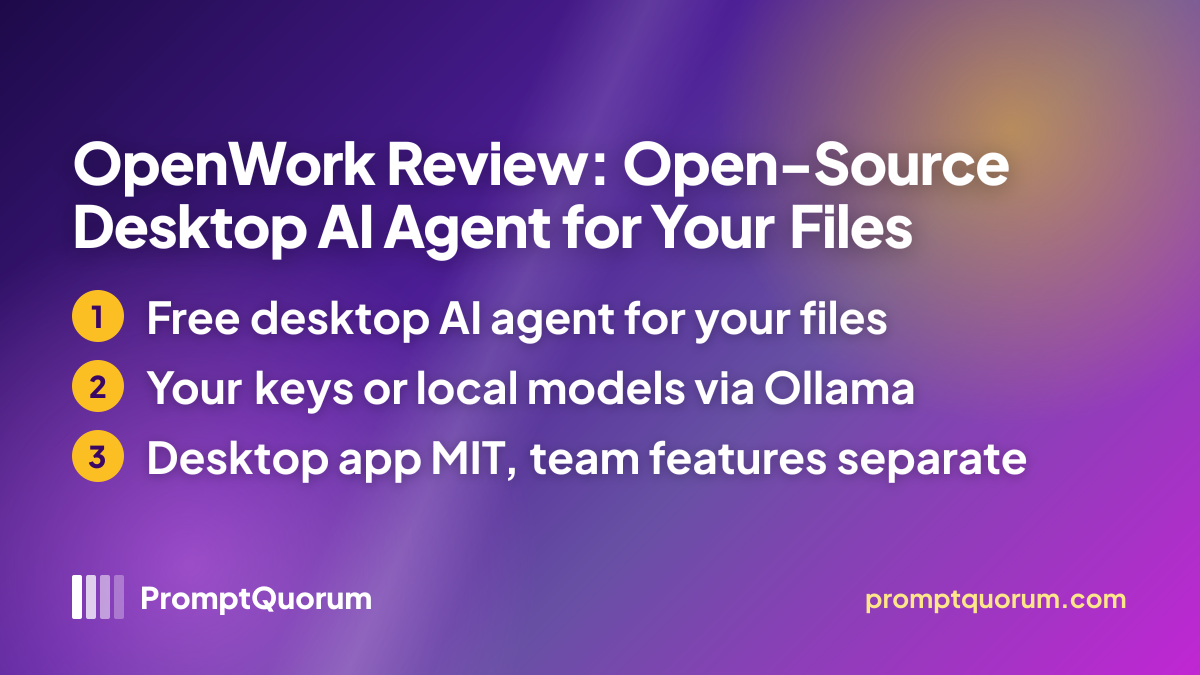 OpenWork Review: Open-Source
Desktop AI Agent for Your Files
1 Free desktop AI agent for your files
2 Your keys or local models via Ollama
3 Desktop app MIT, team features separate
PromptQuorum
promptquorum.com